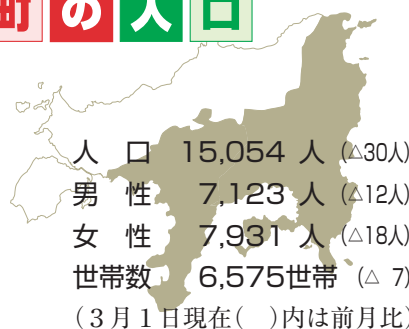 町の人口
人　口　15,054 人 (△30人)
男　性　7,123 人 (△12人)
女　性　7,931 人 (△18人)
世帯数　6,575世帯 (△ 7)
(３月１日現在(　)内は前月比)